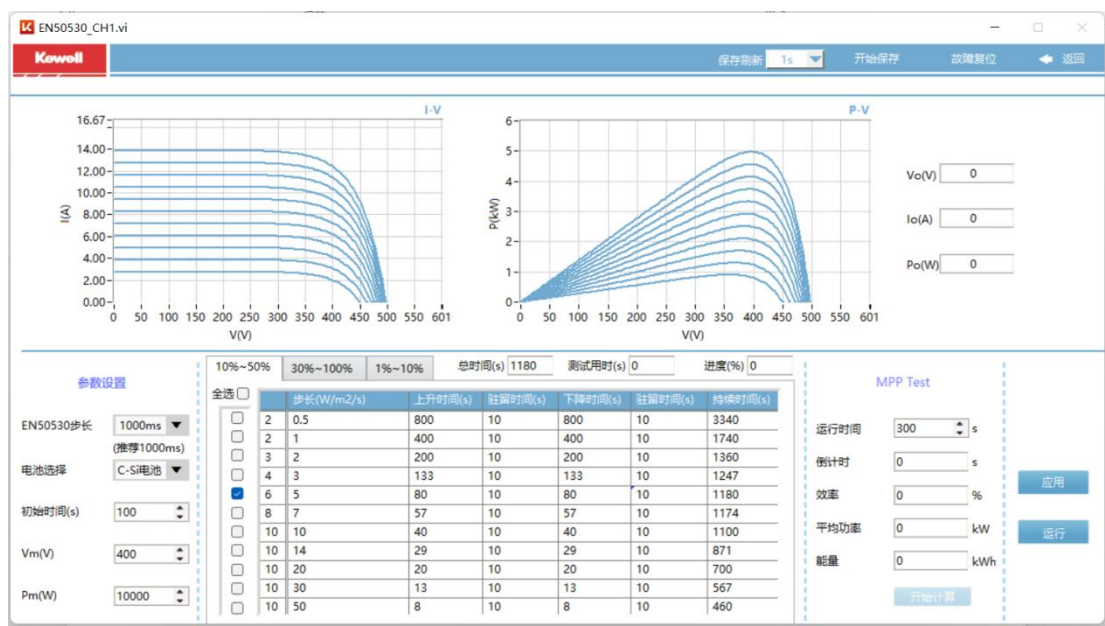 EN50530_CH1.vi
Kewell
保存刷新 1s 开始保存 故障复位 返回
I-V
16.67
14.00
12.00
10.00
8.00
6.00
4.00
2.00
0.00
I(A)
0 50 100 150 200 250 300 350 400 450 500 550 601
V(V)
P-V
6
5
4
3
2
1
0
P(kW)
0 50 100 150 200 250 300 350 400 450 500 550 601
V(V)
Vo(V) 0
Io(A) 0
Po(W) 0
参数设置
EN50530步长 1000ms
(推荐1000ms)
电池选择 C-Si电池
初始时间(s) 100
Vm(V) 400
Pm(W) 10000
10%~50% 30%~100% 1%~10% 总时间(s) 1180 测试用时(s) 0 进度(%) 0
全选
步长(W/m2/s) 上升时间(s) 驻留时间(s) 下降时间(s) 驻留时间(s) 持续时间(s)
2 0.5 800 10 800 10 3340
2 1 400 10 400 10 1740
3 2 200 10 200 10 1360
4 3 133 10 133 10 1247
6 5 80 10 80 10 1180
8 7 57 10 57 10 1174
10 10 40 10 40 10 1100
10 14 29 10 29 10 871
10 20 20 10 20 10 700
10 30 13 10 13 10 567
10 50 8 10 8 10 460
MPP Test
运行时间 300 s
倒计时 0 s
效率 0 %
平均功率 0 kW
能量 0 kWh
开始计算
应用
运行